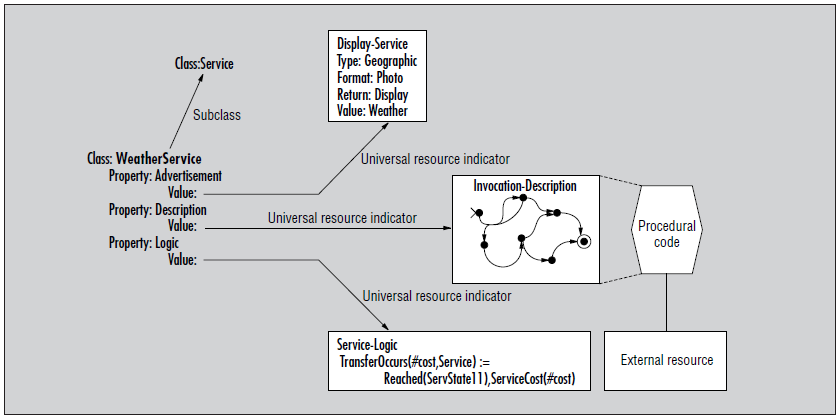 Class:Service
Subclass
Class: WeatherService
Property: Advertisement
Value:
Property: Description
Value:
Property: Logic
Value:
Display-Service
Type: Geographic
Format: Photo
Return: Display
Value: Weather
Universal resource indicator
Universal resource indicator
Universal resource indicator
Invocation-Description
Procedural
code
Service-Logic
TransferOccurs(#cost,Service) :=
Reached(ServState11),ServiceCost(#cost)
External resource